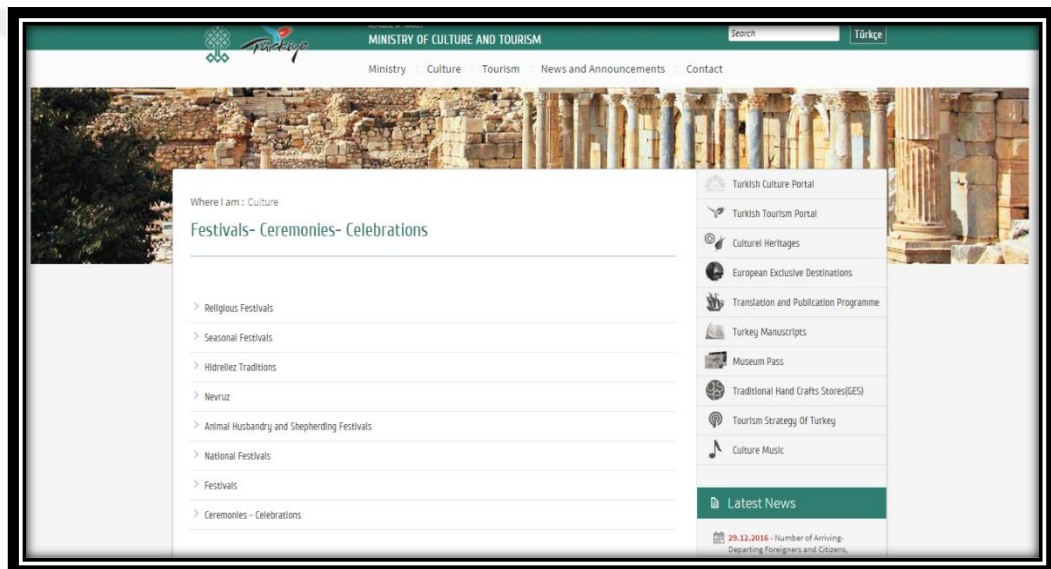 Türkiye
MINISTRY OF CULTURE AND TOURISM
Search
Türkçe
Ministry
Culture
Tourism
News and Announcements
Contact
Where I am : Culture
Festivals- Ceremonies- Celebrations
Religious Festivals
Seasonal Festivals
Hidrellez Traditions
Nevruz
Animal Husbandry and Shepherding Festivals
National Festivals
Festivals
Ceremonies - Celebrations
Turkish Culture Portal
Turkish Tourism Portal
Culturel Heritages
European Exclusive Destinations
Translation and Publication Programme
Turkey Manuscripts
Museum Pass
Traditional Hand Crafts Stores(GES)
Tourism Strategy Of Turkey
Culture Music
Latest News
29.12.2016 - Number of Arriving-
Departing Foreigners and Citizens,